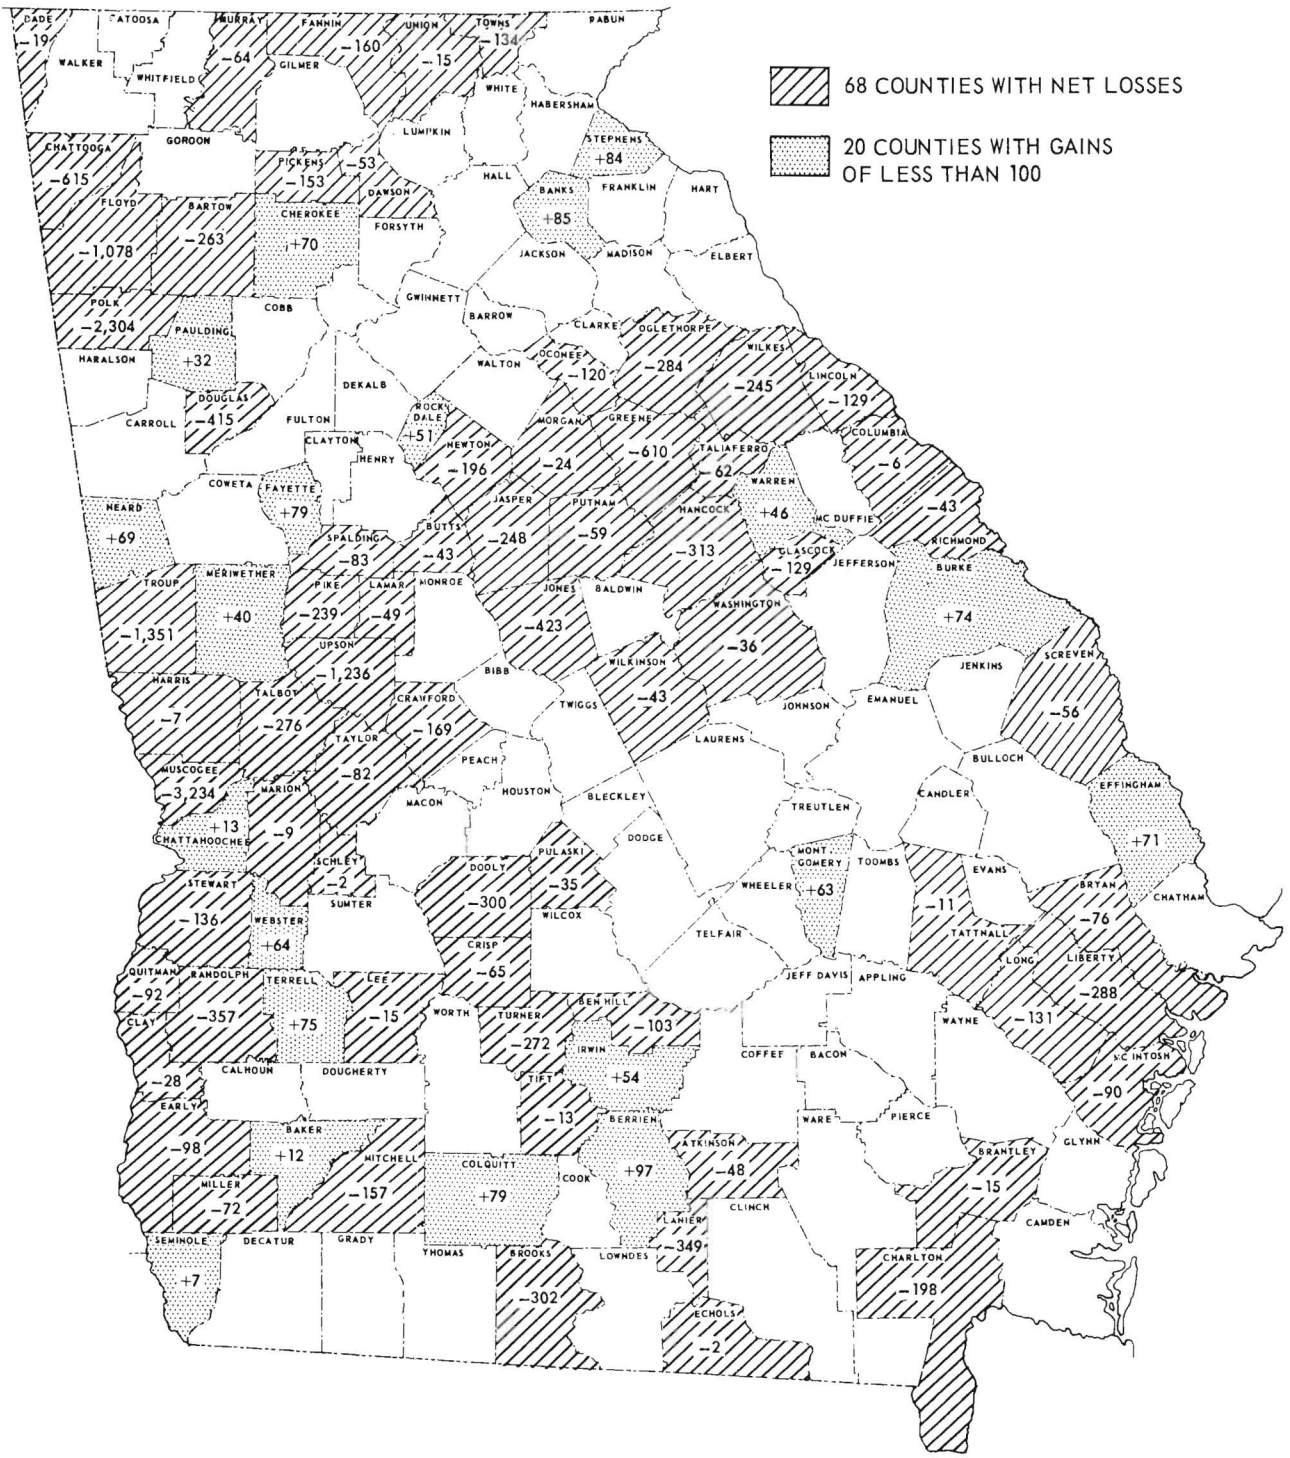 DADE
-19
CATOOSA
WALKER
WHITFIELD
MURRAY
-64
FANNIN
-160
GILMER
UNION
-15
TOWNS
-134
RABUN
WHITE
HABERSHAM
LUMPKIN
STEPHENS
+84
68 COUNTIES WITH NET LOSSES
20 COUNTIES WITH GAINS
OF LESS THAN 100
CHATTOOGA
-615
GORDON
PICKENS
-153
-53
DAWSON
HALL
BANKS
+85
FRANKLIN
HART
FLOYD
-1,078
BARTOW
-263
CHEROKEE
+70
FORSYTH
JACKSON
MADISON
ELBERT
POLK
-2,304
PAULDING
+32
COBB
GWINNETT
BARROW
CLARKE
OGLETHORPE
-284
WILKES
-245
LINCOLN
-129
HARALSON
WALTON
OCONEE
-120
DEKALB
CARROLL
DOUGLAS
-415
FULTON
CLAYTON
HENRY
ROCK
DALE
+51
NEWTON
-196
MORGAN
-24
GREENE
-610
TALIAFERRO
-62
COLUMBIA
-6
WARREN
+46
MC DUFFIE
-43
RICHMOND
COWETA
FAYETTE
+79
HEARD
+69
SPALDING
-83
BUTTS
-43
JASPER
-248
PUTNAM
-59
HANCOCK
-313
GLASCOCK
-129
JEFFERSON
BURKE
+74
TROUP
-1,351
MERIWETHER
+40
PIKE
-239
LAMAR
-49
MONROE
JONES
-423
BALDWIN
WASHINGTON
-36
UPSON
-1,236
BIBB
WILKINSON
-43
JENKINS
SCREVEN
-56
HARRIS
-7
TALBOT
-276
CRAWFORD
-169
TWIGGS
JOHNSON
EMANUEL
TAYLOR
-82
PEACH
LAURENS
BULLOCH
MUSCOGEE
-3,234
MARION
-9
MACON
HOUSTON
BLECKLEY
TREUTLEN
CANDLER
EFFINGHAM
+71
+13
CHATTAHOOCHEE
SCHLEY
-2
DOOLY
-300
PULASKI
-35
DODGE
MONT
GOMERY
+63
WHEELER
TOOMBS
EVANS
STEWART
-136
WEBSTER
+64
SUMTER
WILCOX
TELFAIR
-11
TATTNALL
BRYAN
-76
CHATHAM
CRISP
-65
LONG
-131
LIBERTY
-288
QUITMAN
-92
RANDOLPH
-357
TERRELL
+75
LEE
-15
JEFF DAVIS
APPLING
WORTH
TURNER
-272
BEN HILL
-103
WAYNE
CLAY
-28
IRWIN
+54
COFFEE
BACON
MC INTOSH
-90
CALHOUN
DOUGHERTY
TIFT
-13
EARLY
-98
BAKER
+12
BERRIEN
+97
WARE
PIERCE
GLYNN
MITCHELL
-157
ATKINSON
-48
BRANTLEY
-15
MILLER
-72
COLQUITT
+79
COOK
CLINCH
LANIER
-349
CAMDEN
SEMINOLE
+7
DECATUR
GRADY
THOMAS
BROOKS
-302
LOWNDES
CHARLTON
-198
ECHOLS
-2